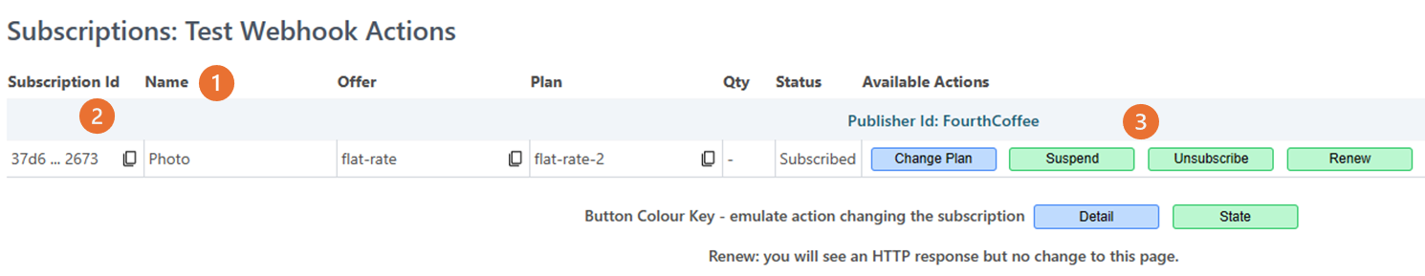 Subscriptions: Test Webhook Actions
Subscription Id Name 1 Offer Plan Qty Status Available Actions
2 Publisher Id: FourthCoffee 3
37d6 ... 2673 Photo flat-rate flat-rate-2 - Subscribed Change Plan Suspend Unsubscribe Renew
Button Colour Key - emulate action changing the subscription Detail State
Renew: you will see an HTTP response but no change to this page.